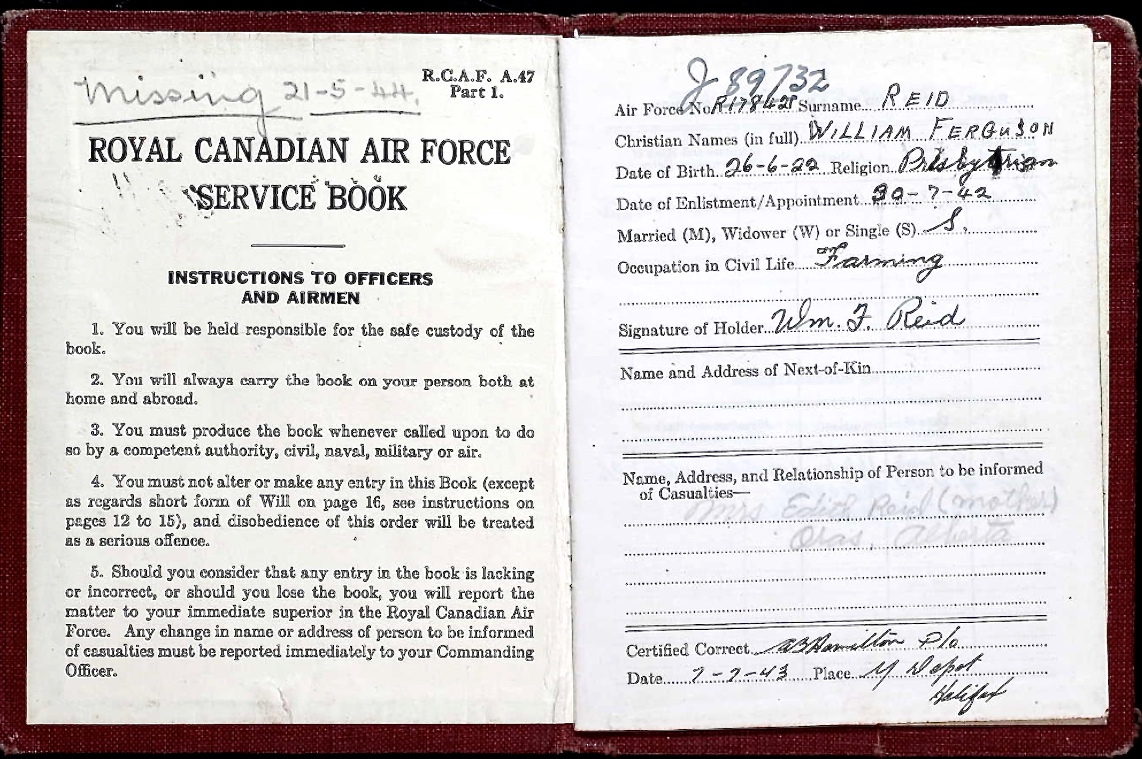 Missing 21-5-44.
R.C.A.F. A.47
Part 1.
ROYAL CANADIAN AIR FORCE
SERVICE BOOK
INSTRUCTIONS TO OFFICERS
AND AIRMEN
1. You will be held responsible for the safe custody of the
book.
2. You will always carry the book on your person both at
home and abroad.
3. You must produce the book whenever called upon to do
so by a competent authority, civil, naval, military or air.
4. You must not alter or make any entry in this Book (except
as regards short form of Will on page 16, see instructions on
pages 12 to 15), and disobedience of this order will be treated
as a serious offence.
5. Should you consider that any entry in the book is lacking
or incorrect, or should you lose the book, you will report the
matter to your immediate superior in the Royal Canadian Air
Force. Any change in name or address of person to be informed
of casualties must be reported immediately to your Commanding
Officer.
J 89732
Air Force No. R178421 Surname REID
Christian Names (in full) WILLIAM FERGUSON
Date of Birth 26-6-22 Religion Presbytrian
Date of Enlistment/Appointment 30-7-42
Married (M), Widower (W) or Single (S) S.
Occupation in Civil Life Farming
Signature of Holder Wm. F. Reid
Name and Address of Next-of-Kin
Name, Address, and Relationship of Person to be informed
of Casualties—
Mrs Edith Reid (mother)
Oras, Alberta
Certified Correct Hamilton P/O
Date 7-7-43 Place Y Depot
Halifax